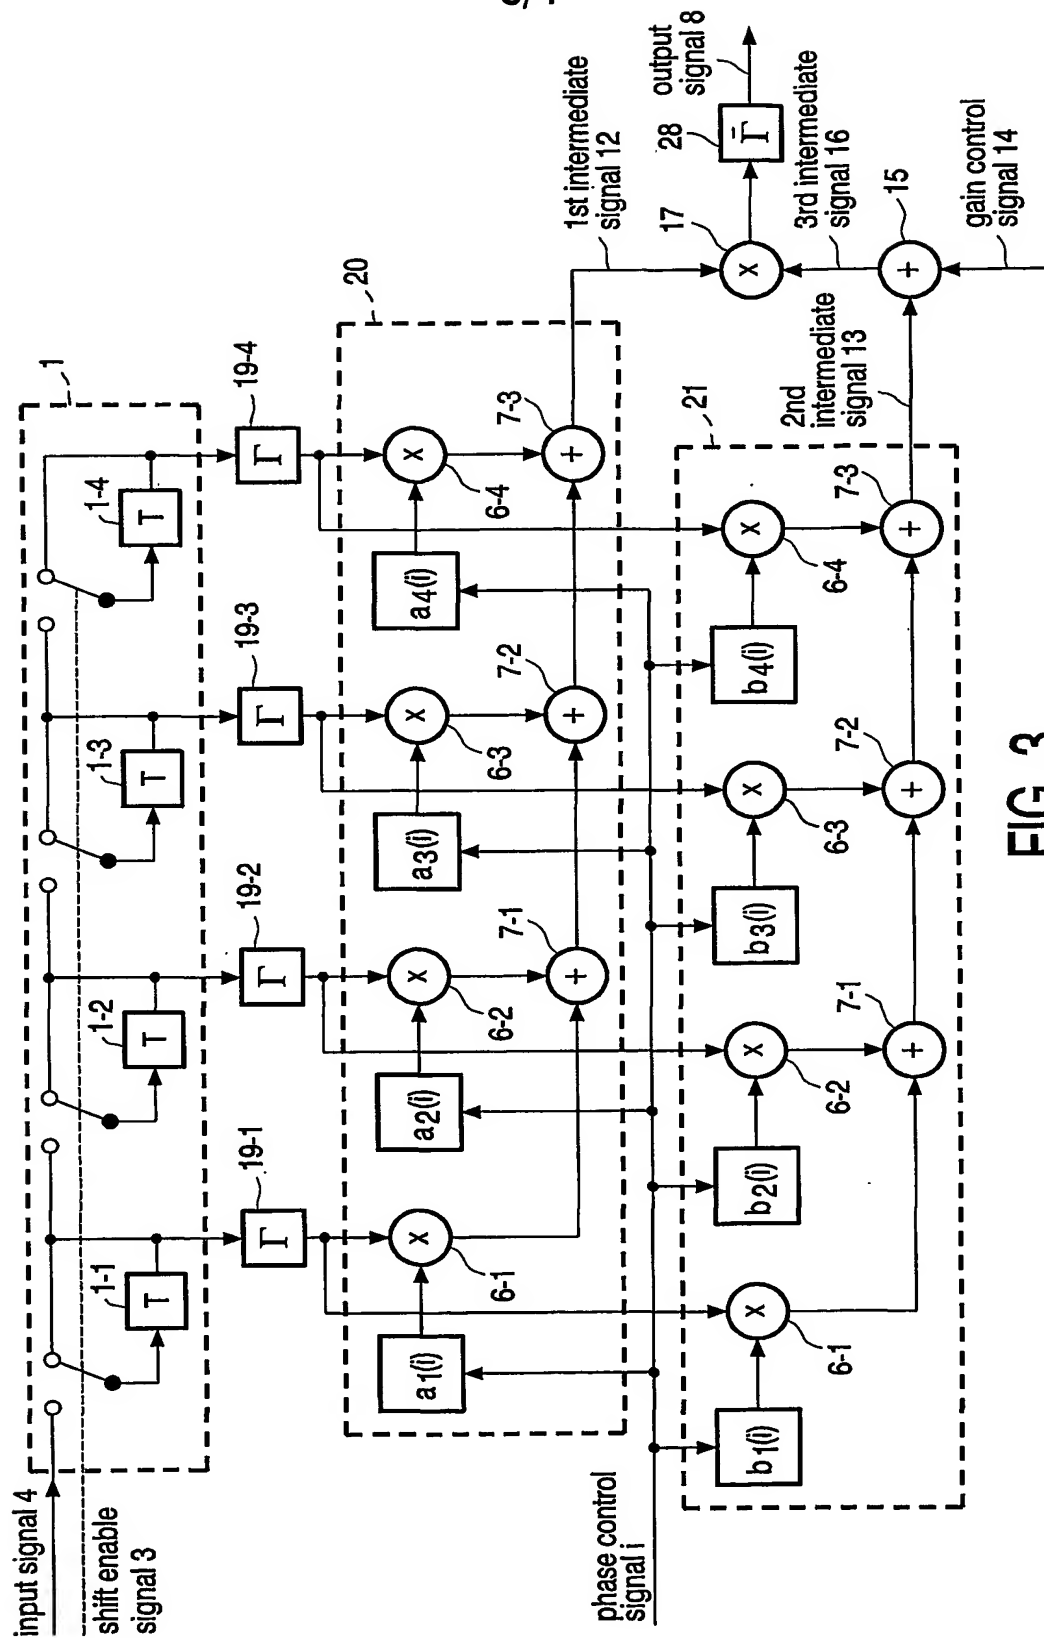 input signal 4
shift enable
signal 3
1
1-1
T
1-2
T
1-3
T
1-4
T
19-1
Γ
19-2
Γ
19-3
Γ
19-4
Γ
20
a1(i)
x
6-1
a2(i)
x
6-2
7-1
+
a3(i)
x
6-3
7-2
+
a4(i)
x
6-4
7-3
+
1st intermediate
signal 12
phase control
signal i
21
b1(i)
x
6-1
b2(i)
x
6-2
7-1
+
b3(i)
x
6-3
7-2
+
b4(i)
x
6-4
7-3
+
2nd
intermediate
signal 13
17
x
28
Γ̄
output
signal 8
3rd intermediate
signal 16
15
+
gain control
signal 14
FIG. 3